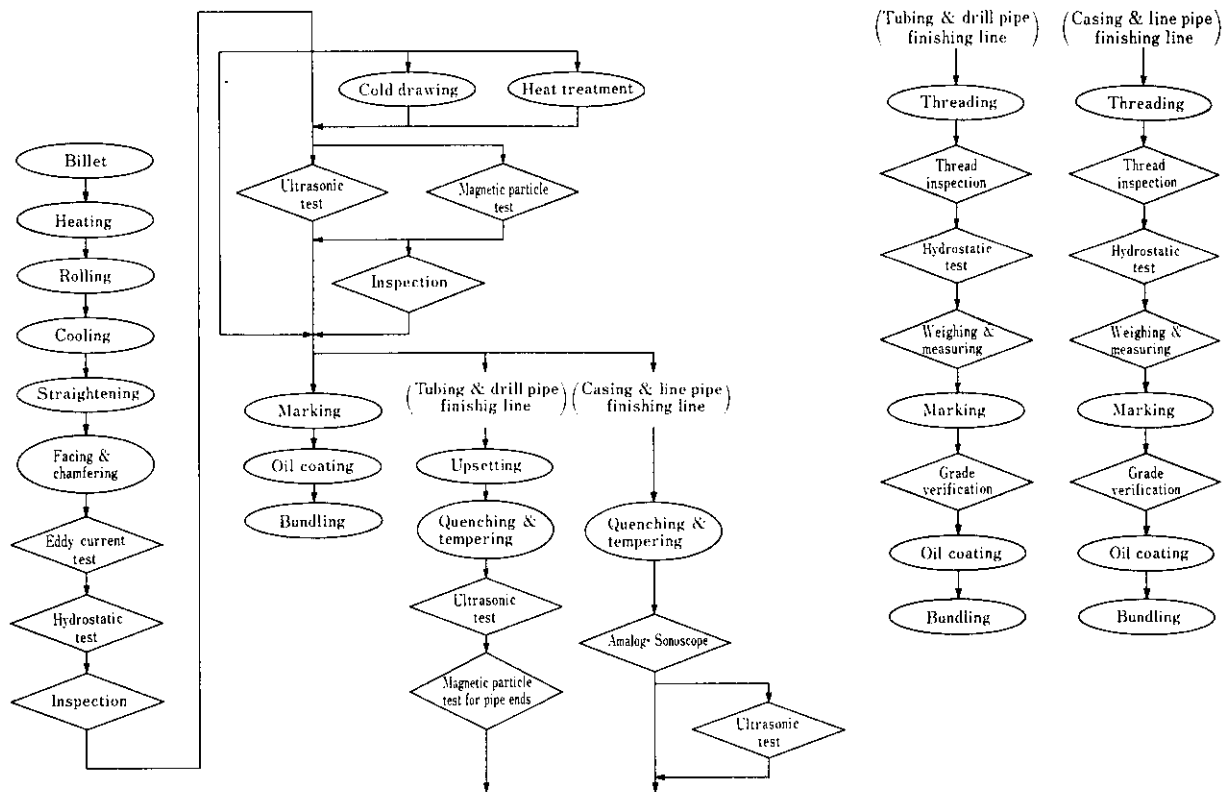 Billet
Heating
Rolling
Cooling
Straightening
Facing &
chamfering
Eddy current
test
Hydrostatic
test
Inspection
Cold drawing
Heat treatment
Ultrasonic
test
Magnetic particle
test
Inspection
Marking
Oil coating
Bundling
(Tubing & drill pipe
finishig line)
Upsetting
Quenching &
tempering
Ultrasonic
test
Magnetic particle
test for pipe ends
(Casing & line pipe
finishing line)
Quenching &
tempering
Amalog- Sonoscope
Ultrasonic
test
(Tubing & drill pipe
finishing line)
Threading
Thread
inspection
Hydrostatic
test
Weighing &
measuring
Marking
Grade
verification
Oil coating
Bundling
(Casing & line pipe
finishing line)
Threading
Thread
inspection
Hydrostatic
test
Weighing &
measuring
Marking
Grade
verification
Oil coating
Bundling